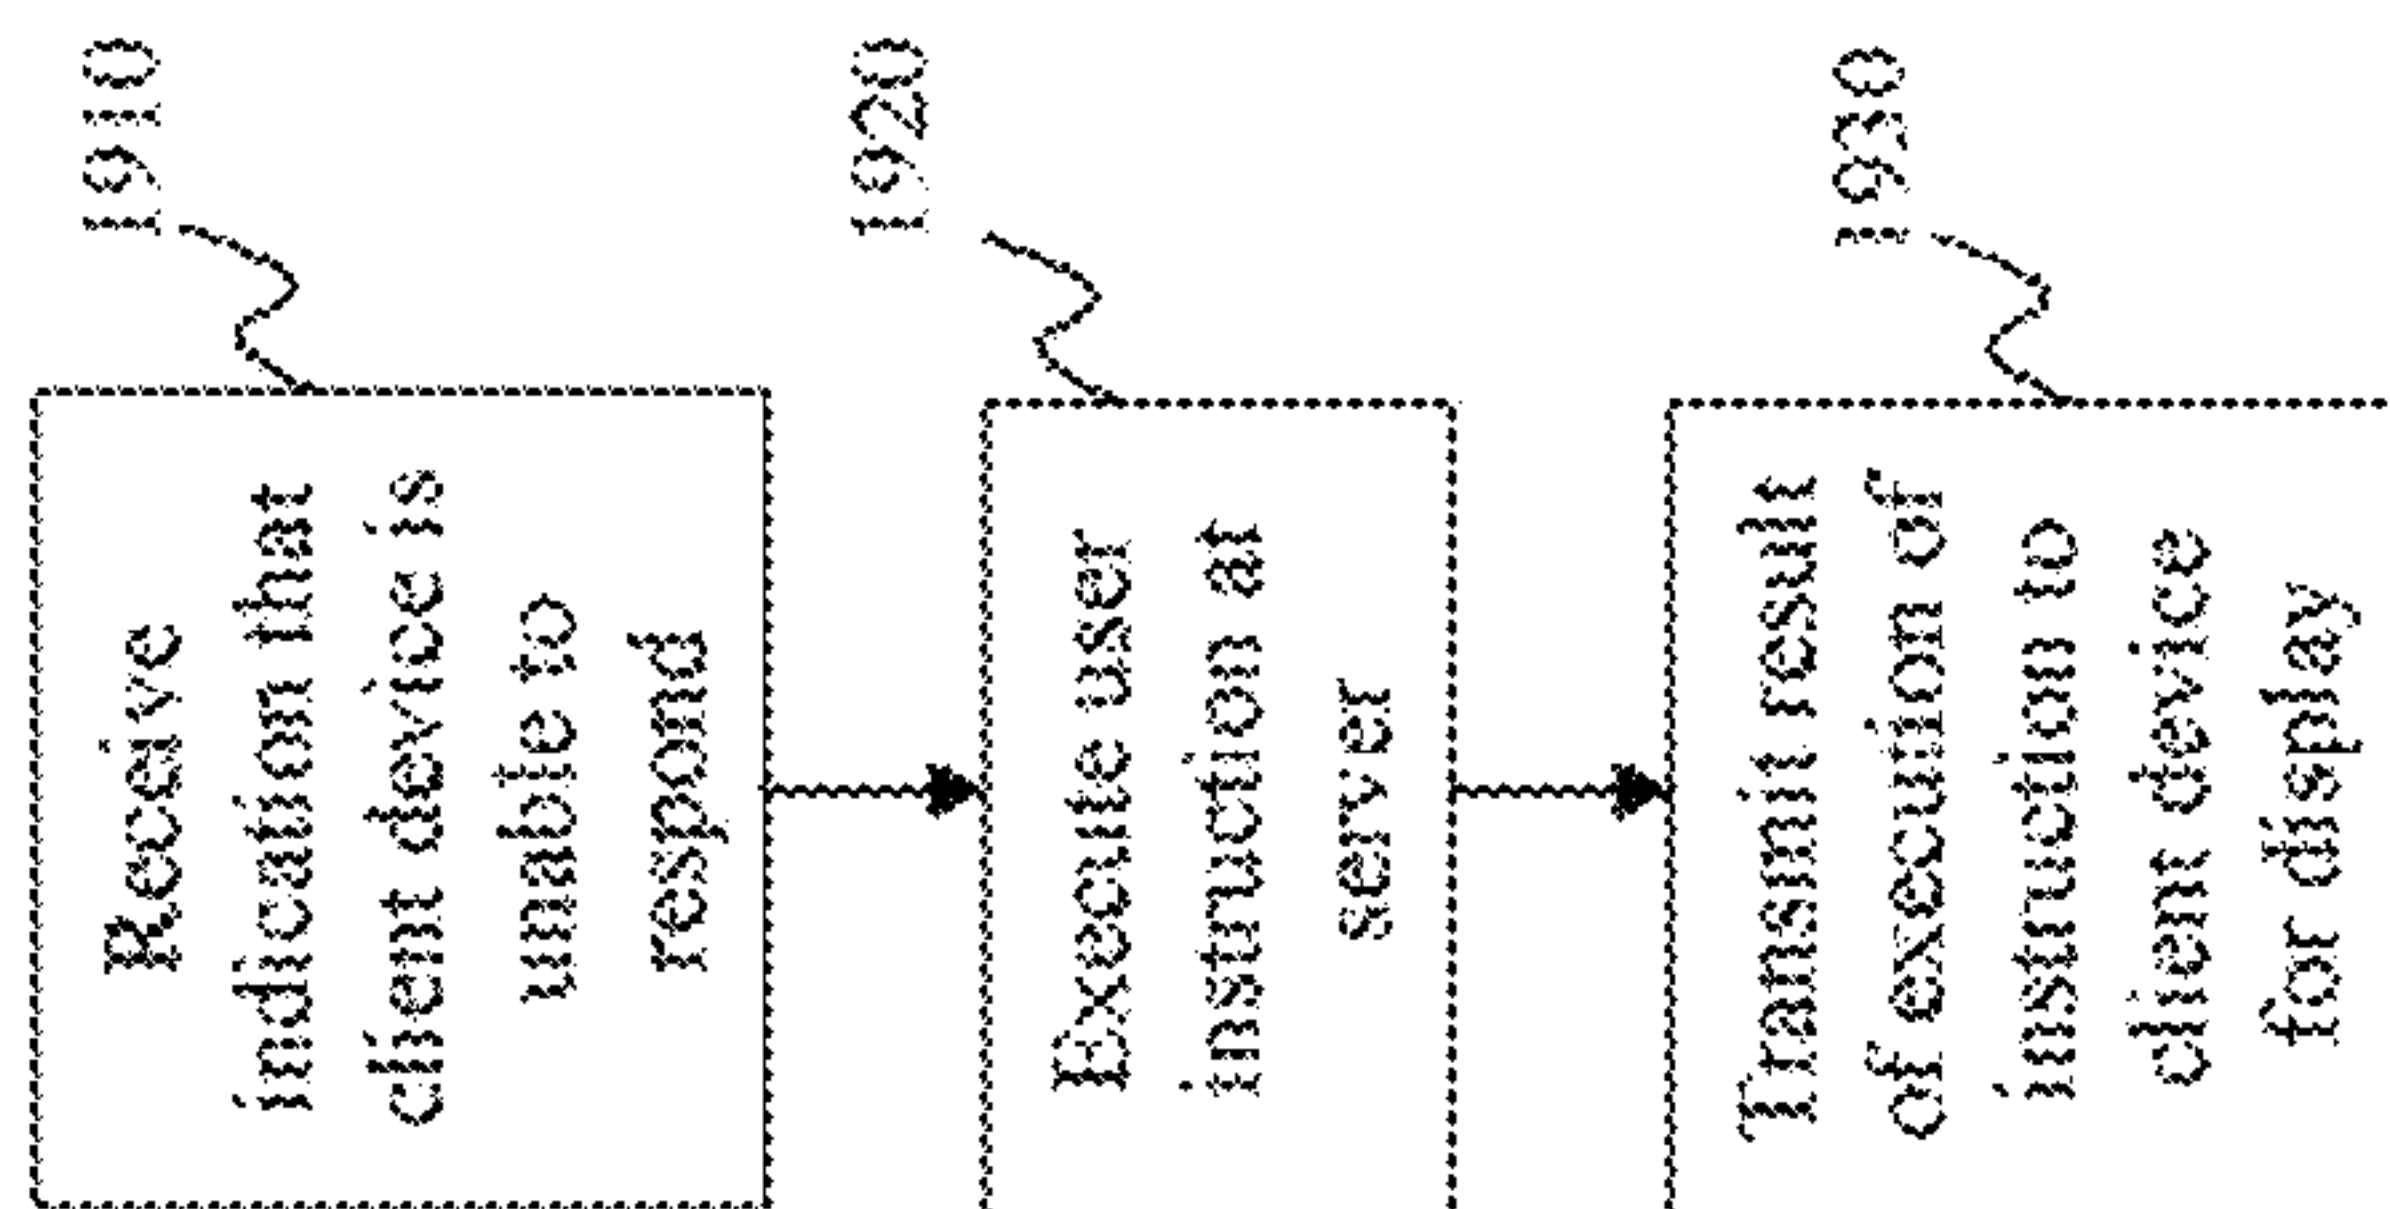 Receive
indication that
client device is
unable to
respond
1910
Execute user
instruction at
server
1920
Transmit result
of execution of
instruction to
client device
for display
1930